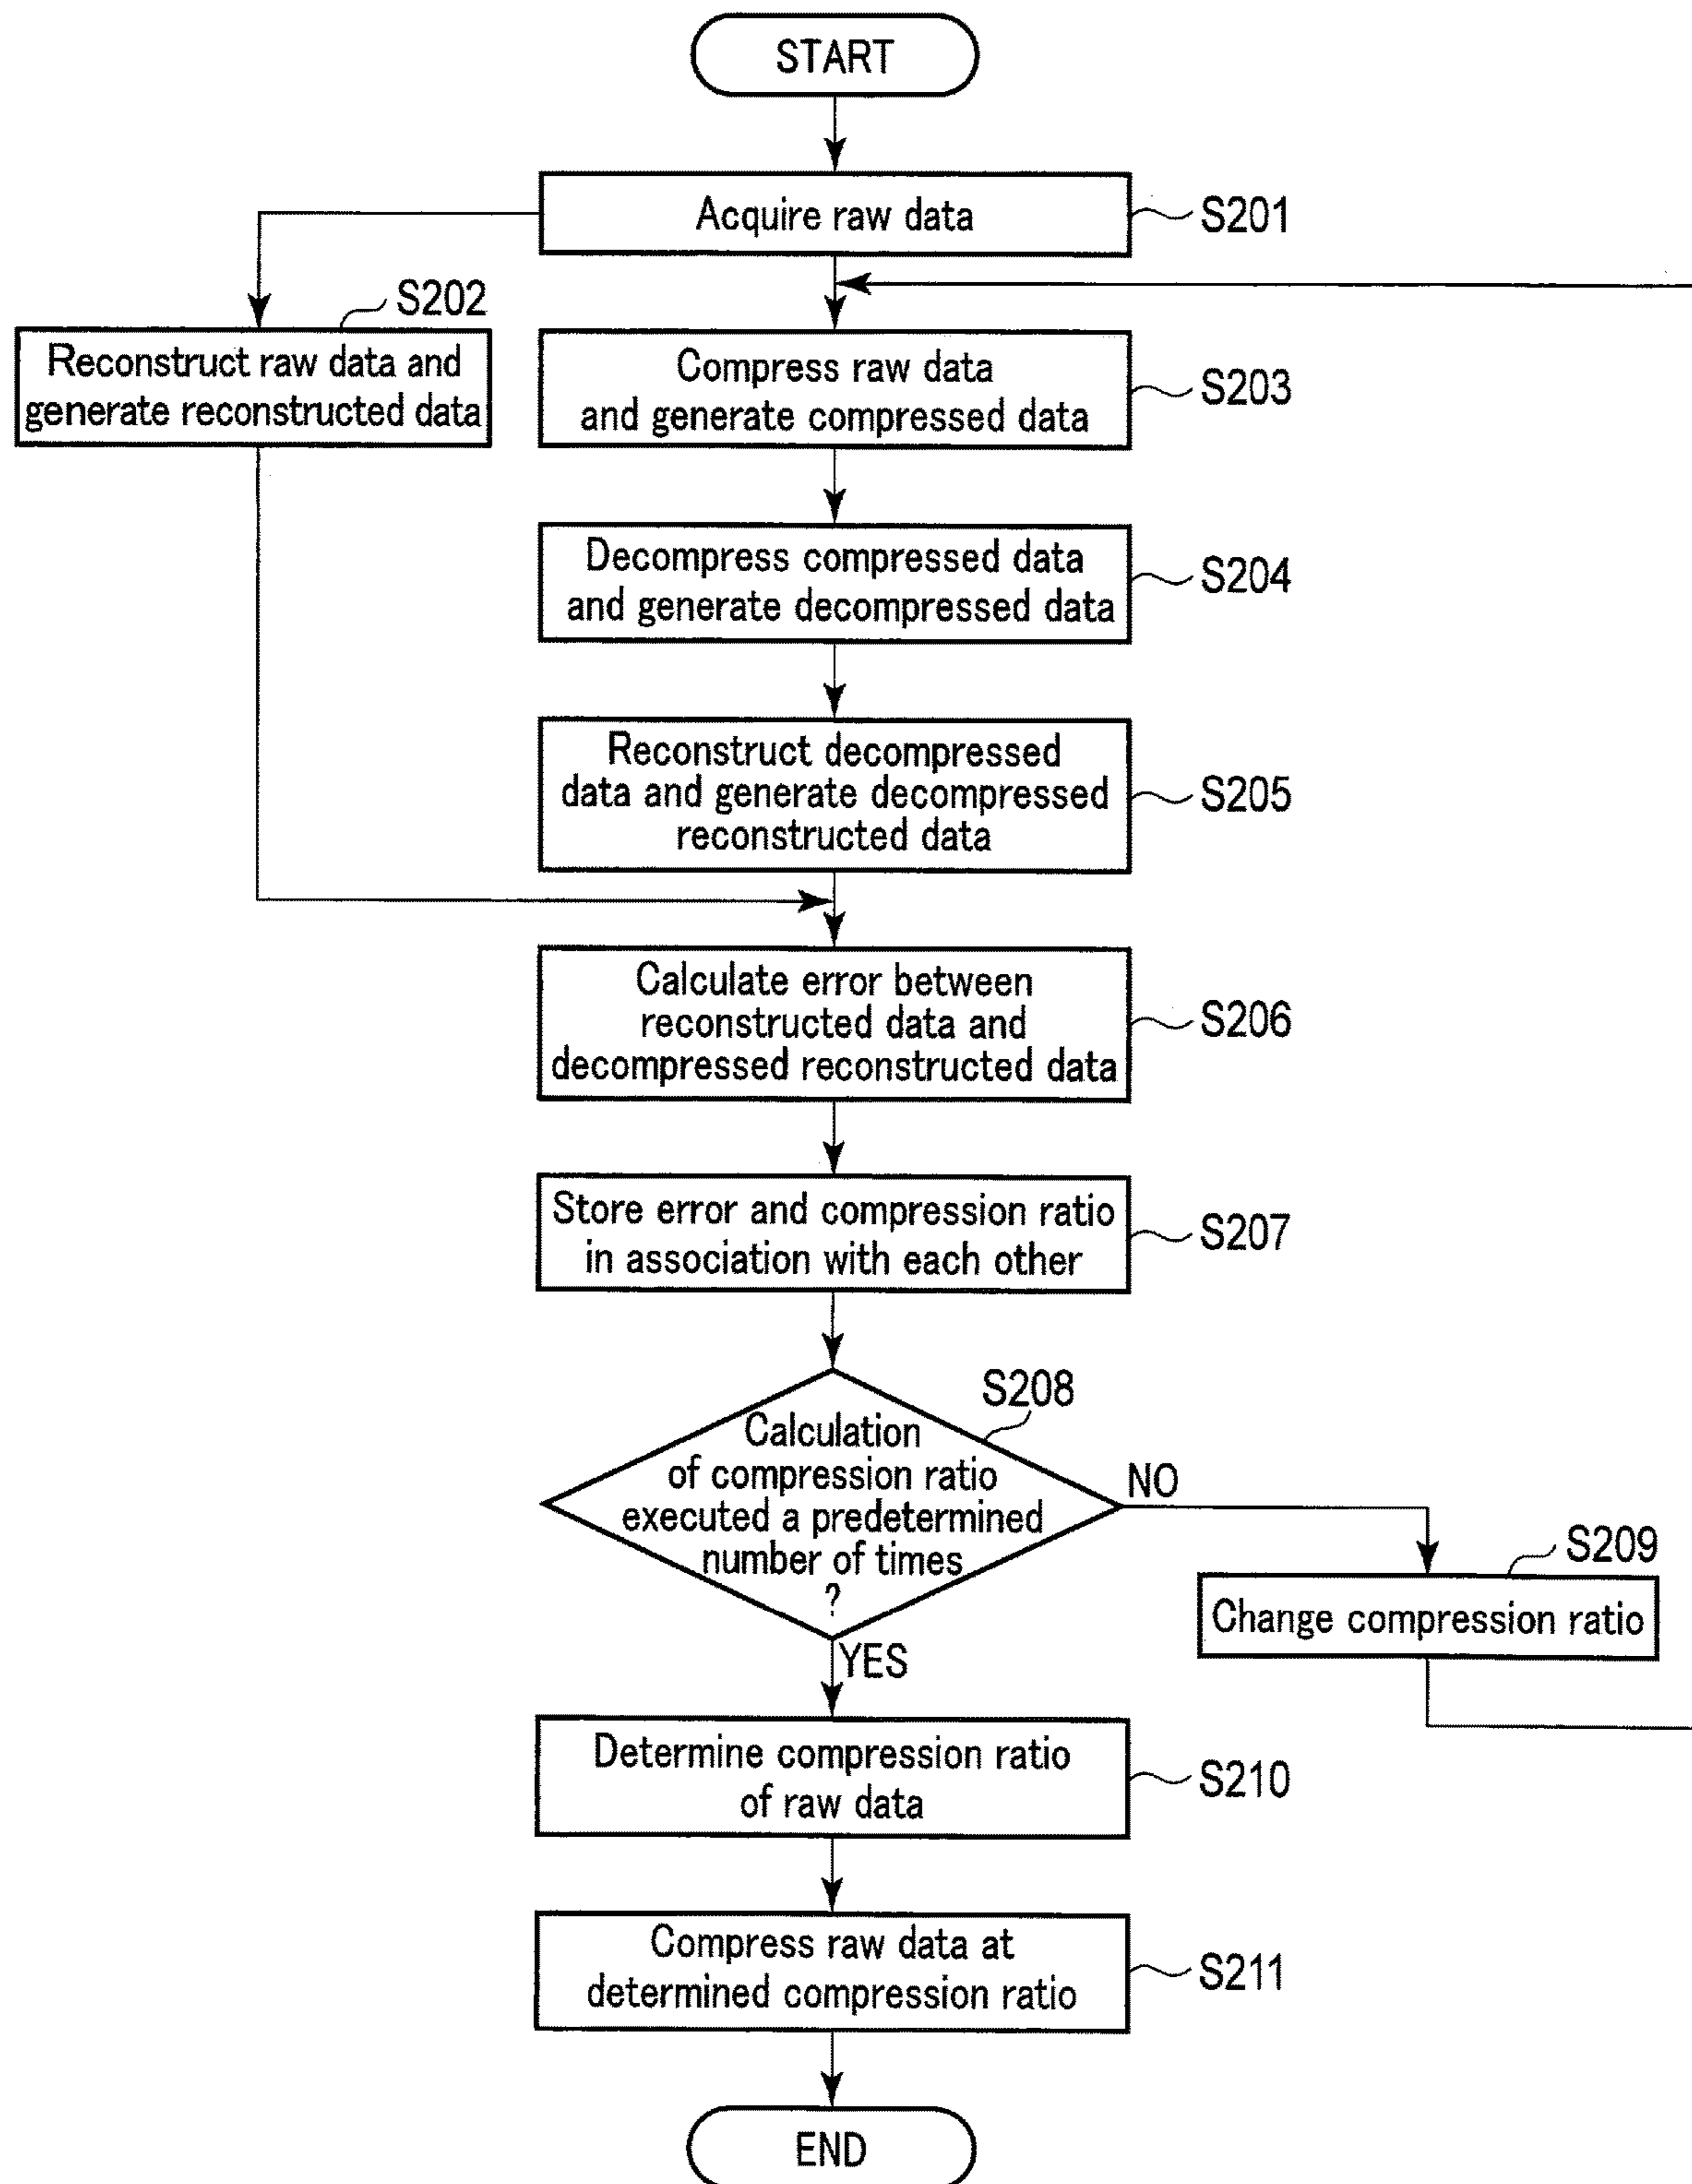 START
Acquire raw data
S201
S202
Reconstruct raw data and
generate reconstructed data
Compress raw data
and generate compressed data
S203
Decompress compressed data
and generate decompressed data
S204
Reconstruct decompressed
data and generate decompressed
reconstructed data
S205
Calculate error between
reconstructed data and
decompressed reconstructed data
S206
Store error and compression ratio
in association with each other
S207
S208
Calculation
of compression ratio
executed a predetermined
number of times
?
NO
YES
S209
Change compression ratio
Determine compression ratio
of raw data
S210
Compress raw data at
determined compression ratio
S211
END